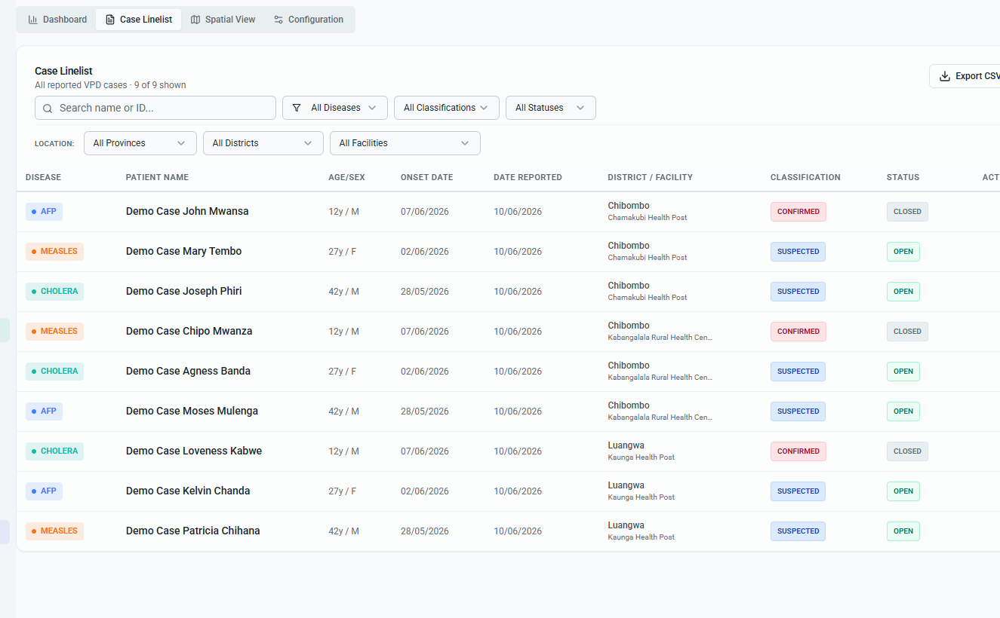 Dashboard Case Linelist Spatial View Configuration
Case Linelist
All reported VPD cases · 9 of 9 shown
Export CSV
Search name or ID... All Diseases All Classifications All Statuses
LOCATION: All Provinces All Districts All Facilities
DISEASE PATIENT NAME AGE/SEX ONSET DATE DATE REPORTED DISTRICT / FACILITY CLASSIFICATION STATUS ACT
AFP Demo Case John Mwansa 12y / M 07/06/2026 10/06/2026 Chibombo CONFIRMED CLOSED
Chamakubi Health Post
MEASLES Demo Case Mary Tembo 27y / F 02/06/2026 10/06/2026 Chibombo SUSPECTED OPEN
Chamakubi Health Post
CHOLERA Demo Case Joseph Phiri 42y / M 28/05/2026 10/06/2026 Chibombo SUSPECTED OPEN
Chamakubi Health Post
MEASLES Demo Case Chipo Mwanza 12y / M 07/06/2026 10/06/2026 Chibombo CONFIRMED CLOSED
Kabangalala Rural Health Cen...
CHOLERA Demo Case Agness Banda 27y / F 02/06/2026 10/06/2026 Chibombo SUSPECTED OPEN
Kabangalala Rural Health Cen...
AFP Demo Case Moses Mulenga 42y / M 28/05/2026 10/06/2026 Chibombo SUSPECTED OPEN
Kabangalala Rural Health Cen...
CHOLERA Demo Case Loveness Kabwe 12y / M 07/06/2026 10/06/2026 Luangwa CONFIRMED CLOSED
Kaunga Health Post
AFP Demo Case Kelvin Chanda 27y / F 02/06/2026 10/06/2026 Luangwa SUSPECTED OPEN
Kaunga Health Post
MEASLES Demo Case Patricia Chihana 42y / M 28/05/2026 10/06/2026 Luangwa SUSPECTED OPEN
Kaunga Health Post